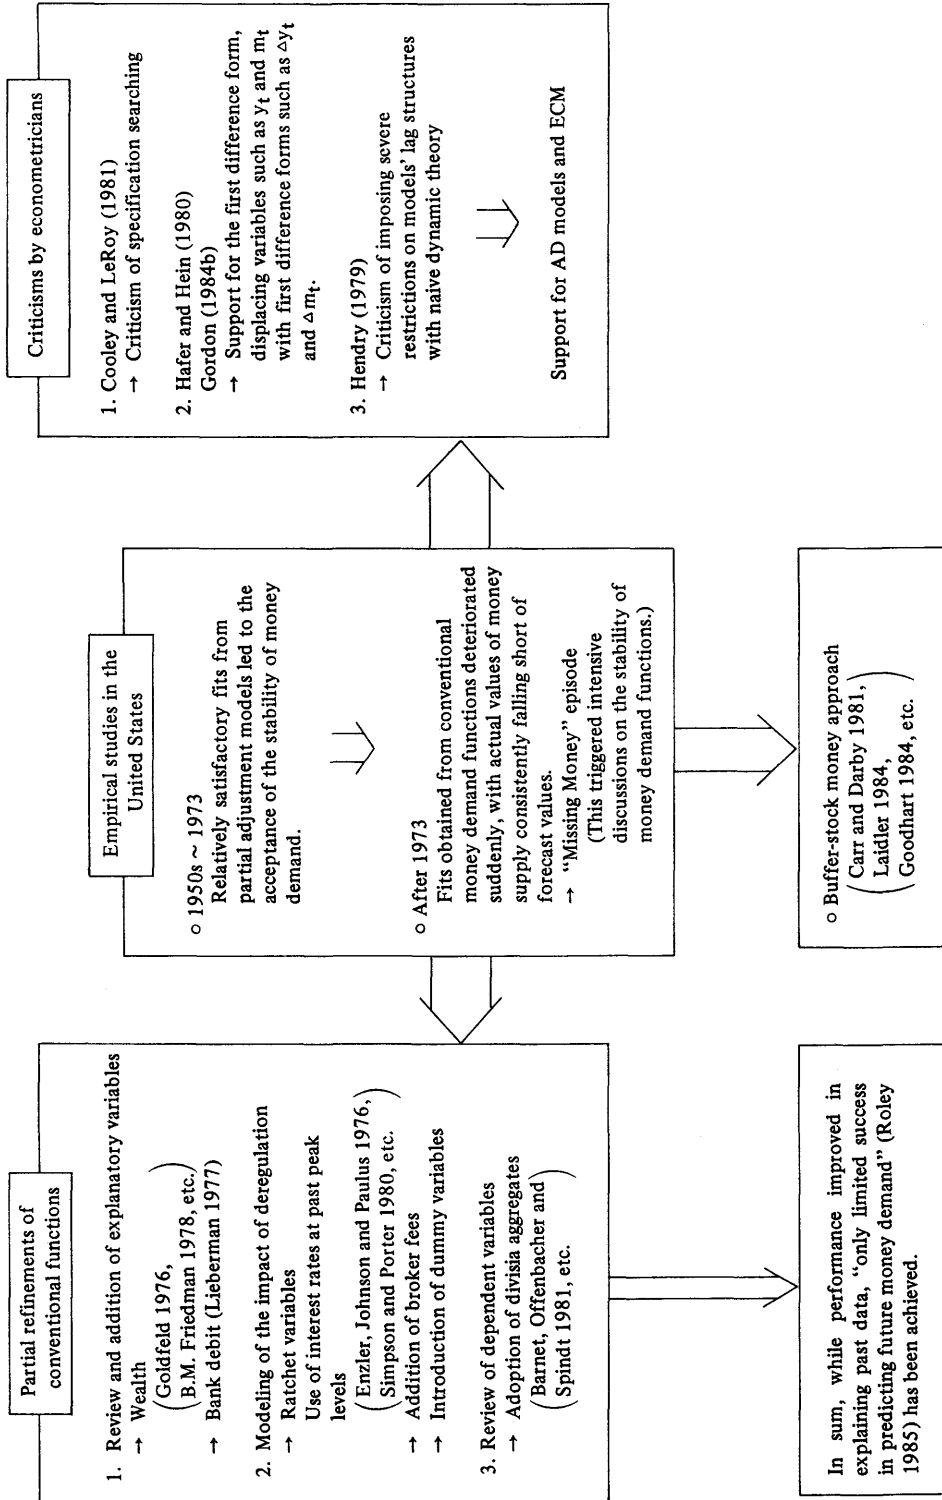 Partial refinements of
conventional functions
1. Review and addition of explanatory variables
→ Wealth
(Goldfeld 1976,
B.M. Friedman 1978, etc.)
→ Bank debit (Lieberman 1977)
2. Modeling of the impact of deregulation
→ Ratchet variables
Use of interest rates at past peak
levels
(Enzler, Johnson and Paulus 1976,
Simpson and Porter 1980, etc.)
→ Addition of broker fees
→ Introduction of dummy variables
3. Review of dependent variables
→ Adoption of divisia aggregates
(Barnet, Offenbacher and
Spindt 1981, etc.)
In sum, while performance improved in
explaining past data, “only limited success
in predicting future money demand” (Roley
1985) has been achieved.
Empirical studies in the
United States
○ 1950s ~ 1973
Relatively satisfactory fits from
partial adjustment models led to the
acceptance of the stability of money
demand.
○ After 1973
Fits obtained from conventional
money demand functions deteriorated
suddenly, with actual values of money
supply consistently falling short of
forecast values.
→ “Missing Money” episode
(This triggered intensive
discussions on the stability of
money demand functions.)
○ Buffer-stock money approach
(Carr and Darby 1981,
Laidler 1984,
Goodhart 1984, etc.)
Criticisms by econometricians
1. Cooley and LeRoy (1981)
→ Criticism of specification searching
2. Hafer and Hein (1980)
Gordon (1984b)
→ Support for the first difference form,
displacing variables such as yt and mt
with first difference forms such as △yt
and △mt.
3. Hendry (1979)
→ Criticism of imposing severe
restrictions on models’ lag structures
with naive dynamic theory
Support for AD models and ECM